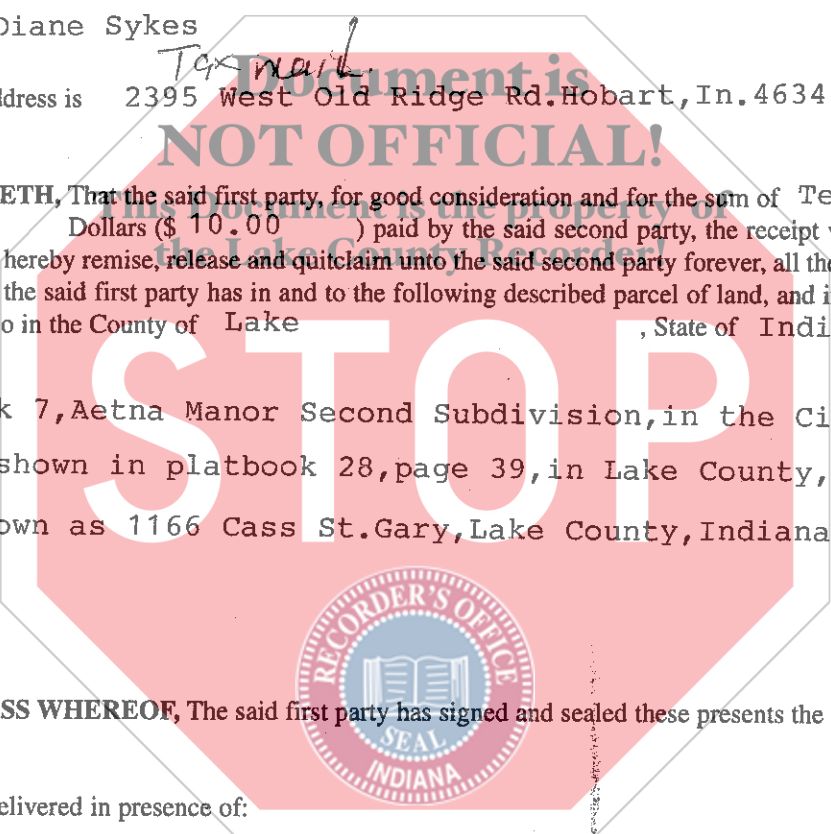 Diane Sykes
Tax mail
Document is
ddress is 2395 West Old Ridge Rd.Hobart,In.4634
NOT OFFICIAL!
ETH, That the said first party, for good consideration and for the sum of Te
This Document is the property of
Dollars ($ 10.00 ) paid by the said second party, the receipt
the Lake County Recorder!
hereby remise, release and quitclaim unto the said second party forever, all the
the said first party has in and to the following described parcel of land, and i
o in the County of Lake , State of Indi
STOP
k 7,Aetna Manor Second Subdivision,in the Ci
shown in platbook 28,page 39,in Lake County,
own as 1166 Cass St.Gary,Lake County,Indiana
RECORDER'S OFFICE
SS WHEREOF, The said first party has signed and sealed these presents the
SEAL
INDIANA
elivered in presence of: